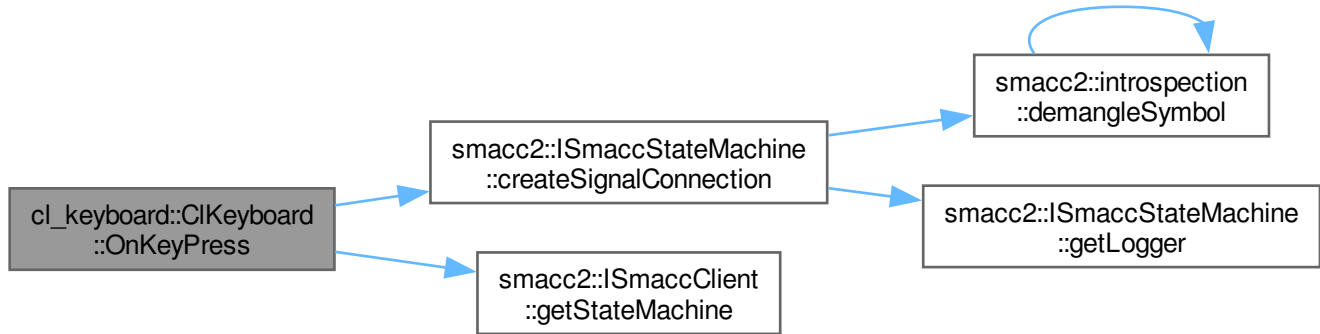 cl_keyboard::ClKeyboard
::OnKeyPress
smacc2::ISmaccStateMachine
::createSignalConnection
smacc2::ISmaccClient
::getStateMachine
smacc2::introspection
::demangleSymbol
smacc2::ISmaccStateMachine
::getLogger